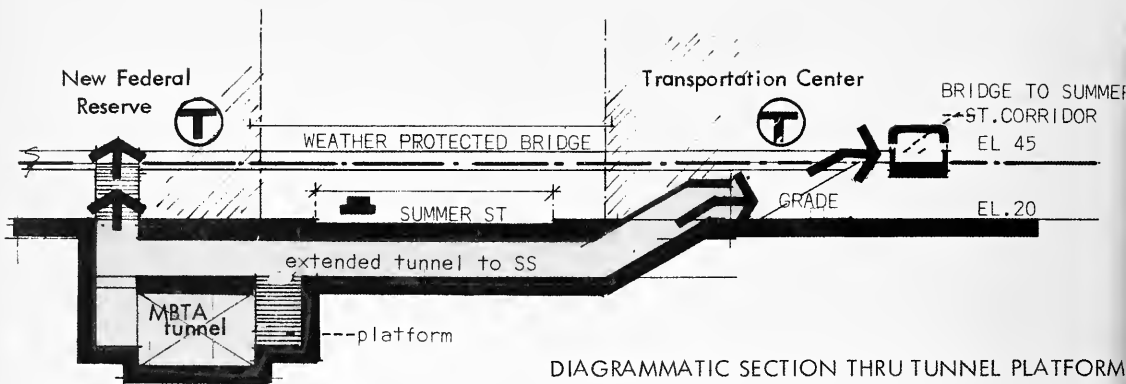 New Federal
Reserve
T
Transportation Center
T
BRIDGE TO SUMMER
ST. CORRIDOR
WEATHER PROTECTED BRIDGE
EL 45
SUMMER ST
GRADE
EL.20
extended tunnel to SS
MBTA
tunnel
platform
DIAGRAMMATIC SECTION THRU TUNNEL PLATFORM